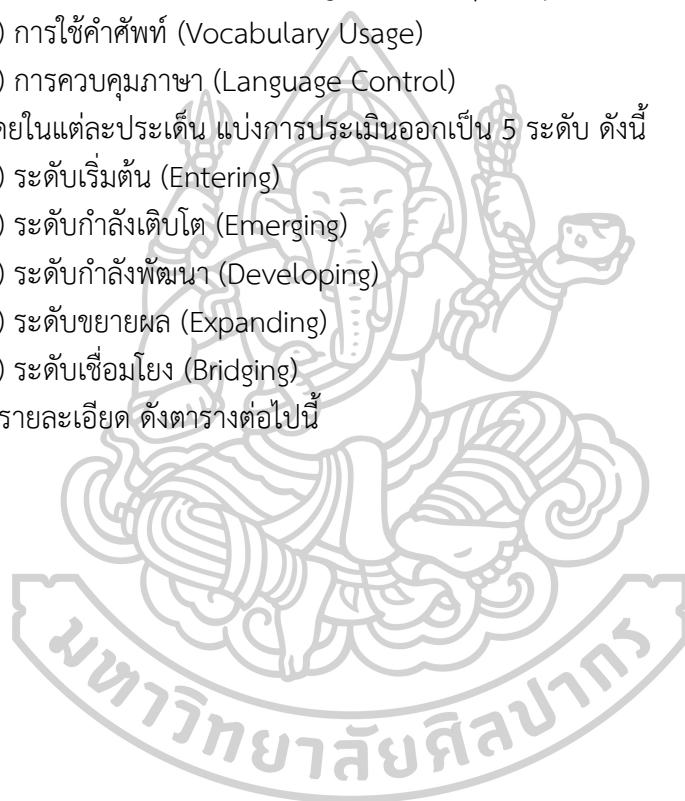 ) การใช้คำศัพท์ (Vocabulary Usage)
) การควบคุมภาษา (Language Control)
ดยในแต่ละประเด็น แบ่งการประเมินออกเป็น 5 ระดับ ดังนี้
) ระดับเริ่มต้น (Entering)
) ระดับกำลังเติบโต (Emerging)
) ระดับกำลังพัฒนา (Developing)
) ระดับขยายผล (Expanding)
) ระดับเชื่อมโยง (Bridging)
รายละเอียด ดังตารางต่อไปนี้
มหาวิทยาลัยศิลปากร